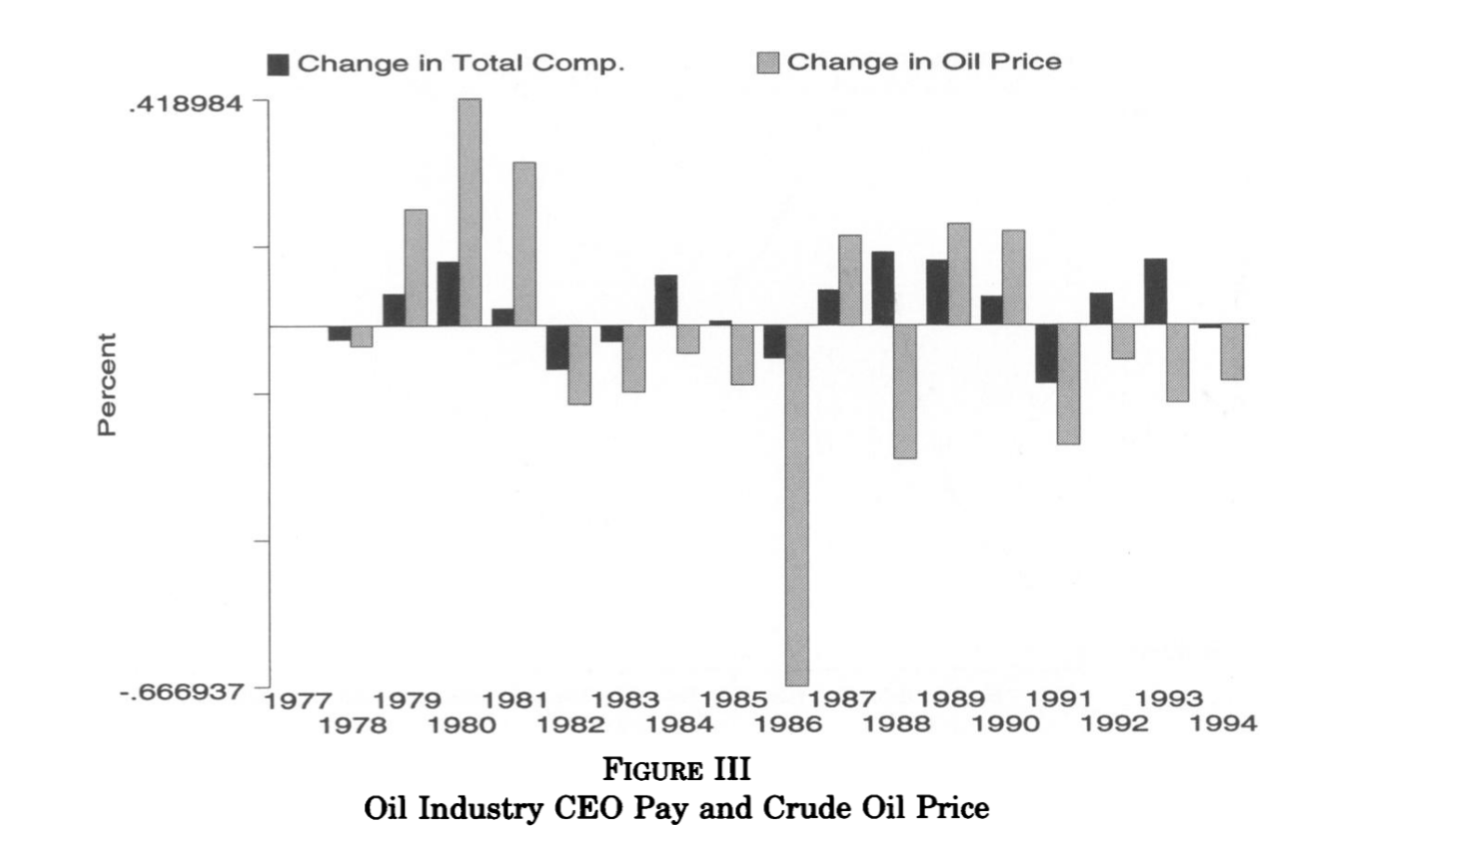 Change in Total Comp.
Change in Oil Price
.418984
Percent
-.666937
1977 1979 1981 1983 1985 1987 1989 1991 1993
1978 1980 1982 1984 1986 1988 1990 1992 1994
FIGURE III
Oil Industry CEO Pay and Crude Oil Price